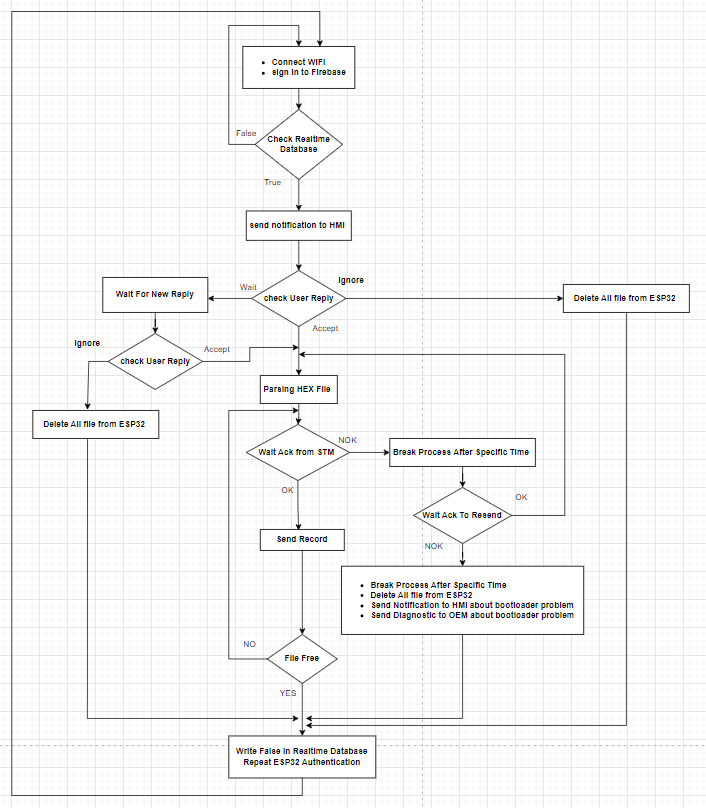 • Connect WIFI
• sign in to Firebase
False
Check Realtime
Database
True
send notification to HMI
Ignore
Wait For New Reply
Wait
check User Reply
Delete All file from ESP32
Accept
Ignore
Accept
check User Reply
Parsing HEX File
Delete All file from ESP32
NOK
Wait Ack from STM
Break Process After Specific Time
OK
OK
Wait Ack To Resend
Send Record
NOK
• Break Process After Specific Time
• Delete All file from ESP32
• Send Notification to HMI about bootloader problem
• Send Diagnostic to OEM about bootloader problem
NO
File Free
YES
Write False in Realtime Database
Repeat ESP32 Authentication